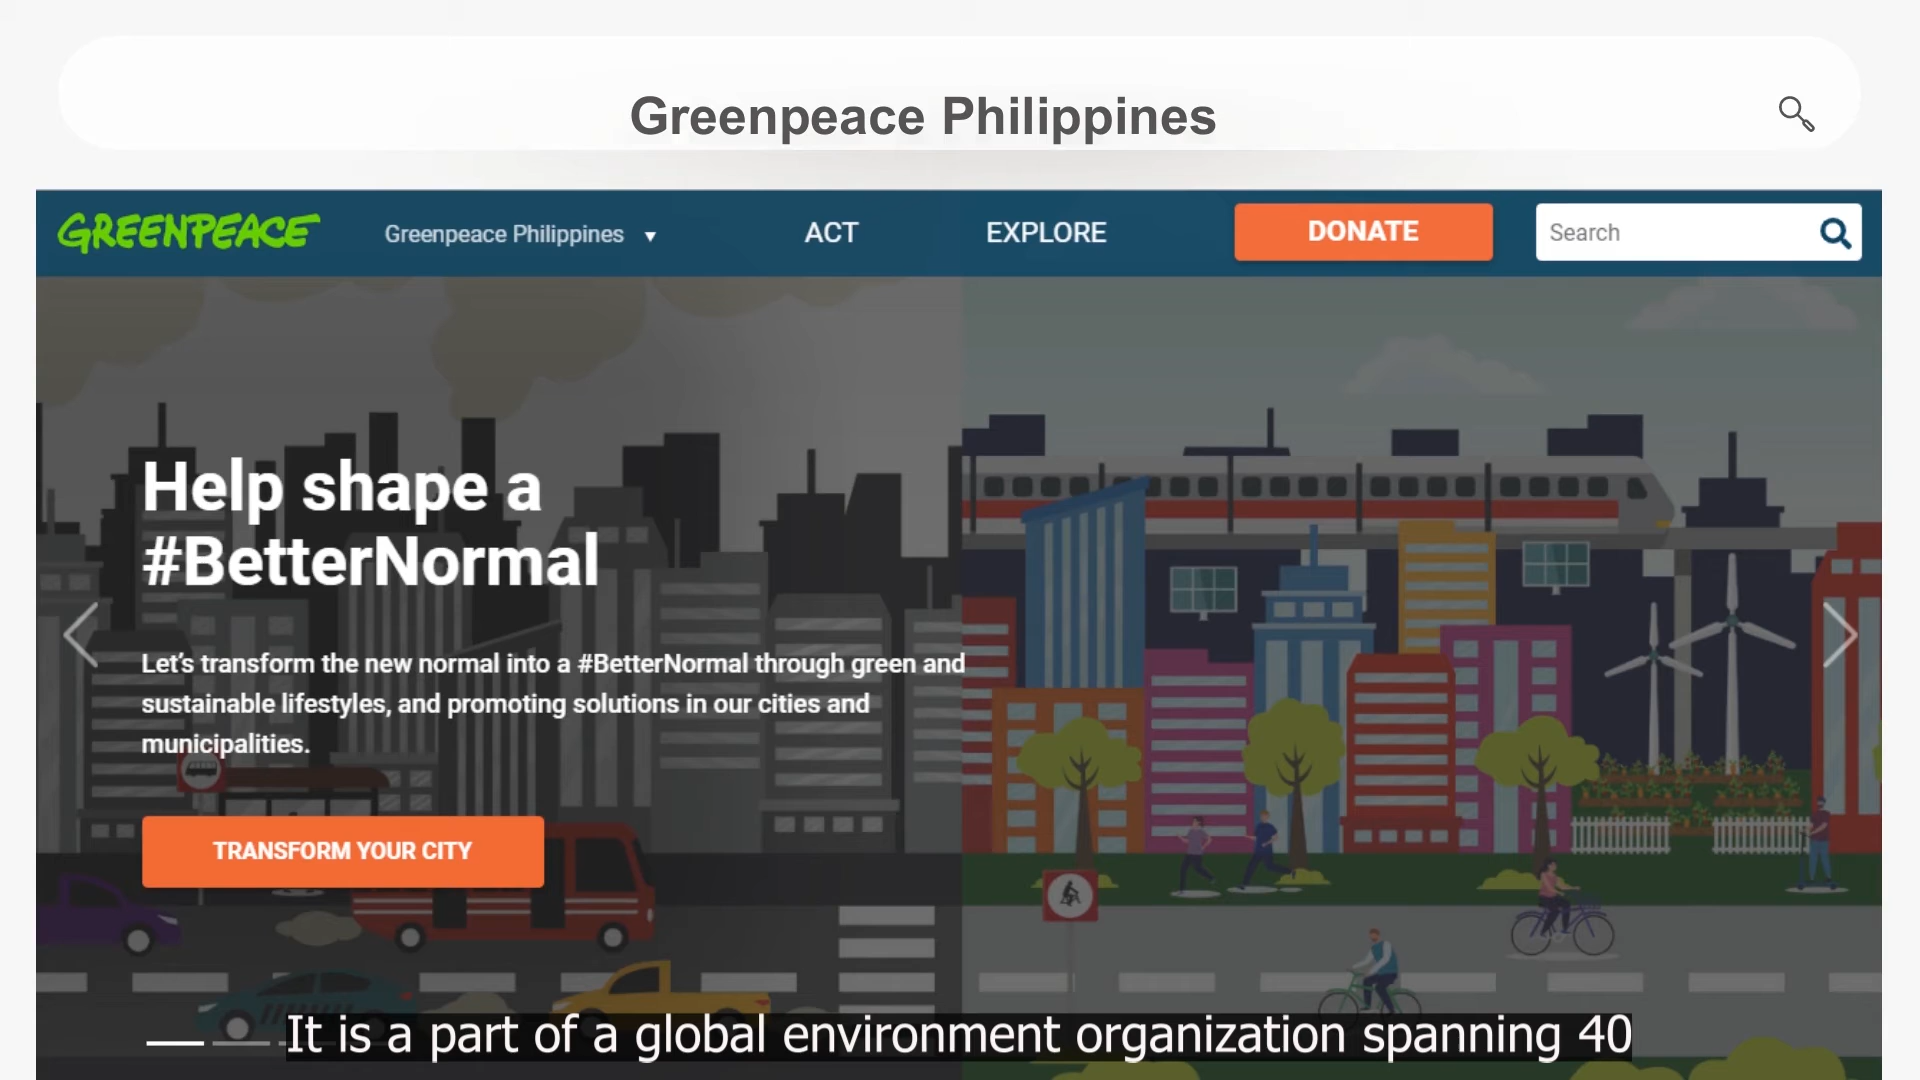 Greenpeace Philippines
GREENPEACE
Greenpeace Philippines
ACT
EXPLORE
DONATE
Search
Help shape a
#BetterNormal
Let's transform the new normal into a #BetterNormal through green and
sustainable lifestyles, and promoting solutions in our cities and
municipalities.
TRANSFORM YOUR CITY
It is a part of a global environment organization spanning 40